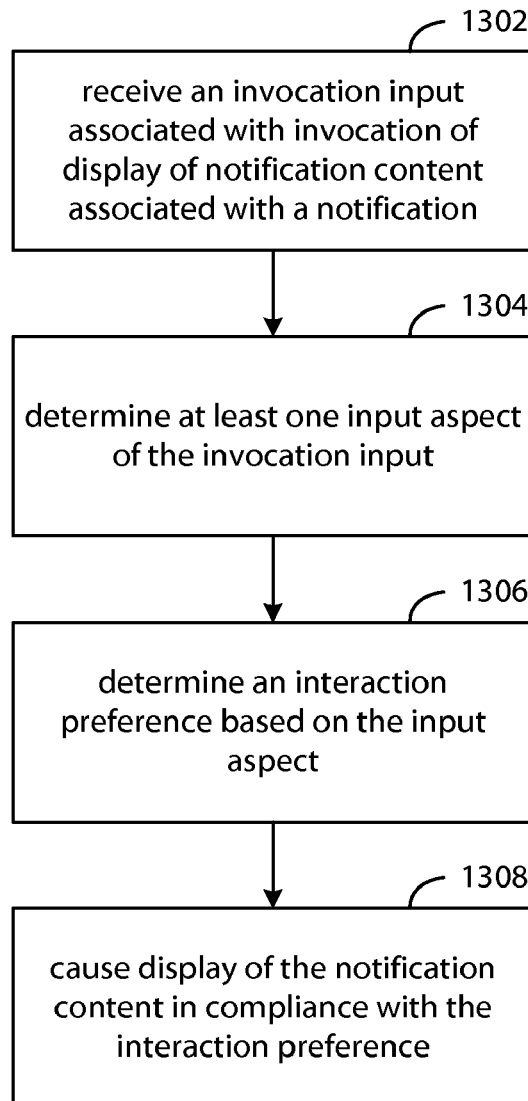 1302
receive an invocation input
associated with invocation of
display of notification content
associated with a notification
1304
determine at least one input aspect
of the invocation input
1306
determine an interaction
preference based on the input
aspect
1308
cause display of the notification
content in compliance with the
interaction preference